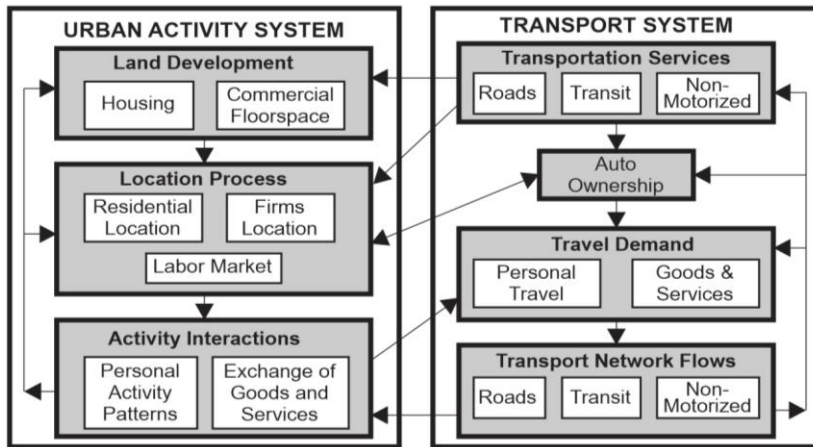 URBAN ACTIVITY SYSTEM
Land Development
Housing
Commercial
Floorspace
Location Process
Residential
Location
Firms
Location
Labor Market
Activity Interactions
Personal
Activity
Patterns
Exchange of
Goods and
Services
TRANSPORT SYSTEM
Transportation Services
Roads
Transit
Non-
Motorized
Auto
Ownership
Travel Demand
Personal
Travel
Goods &
Services
Transport Network Flows
Roads
Transit
Non-
Motorized